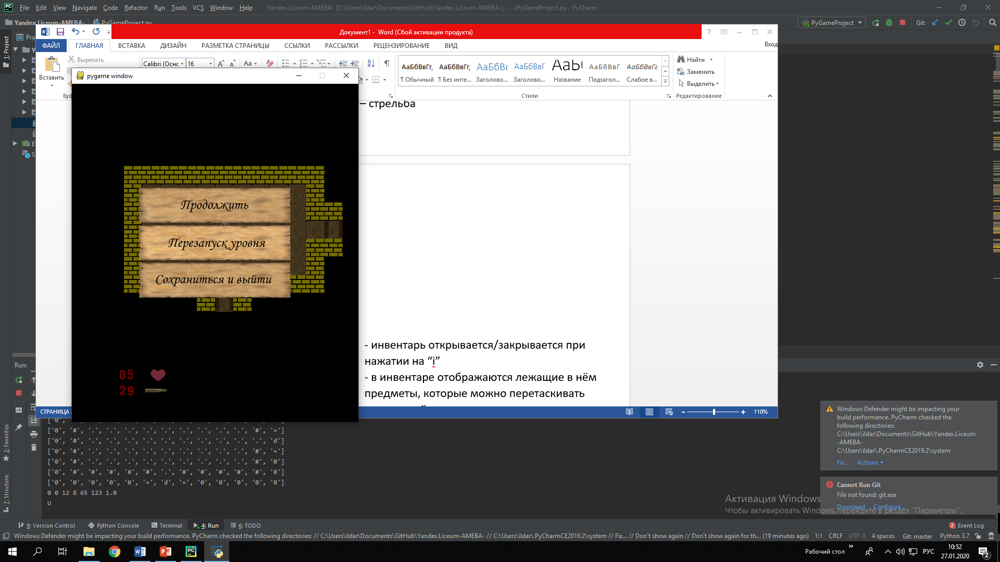 File Edit View Navigate Code Refactor Run Tools VCS Window Help
Yandex.Liceum-AMEBA- [C:\Users\ildar\Documents\GitHub\Yandex.Liceum-AMEBA-] - ...\PyGameProject.py - PyCharm
Yandex.Liceum-AMEBA- PyGameProject.py
PyGameProject
Git:
1: Project
Документ1 - Word (Сбой активации продукта)
ФАЙЛ ГЛАВНАЯ ВСТАВКА ДИЗАЙН РАЗМЕТКА СТРАНИЦЫ ССЫЛКИ РАССЫЛКИ РЕЦЕНЗИРОВАНИЕ ВИД
Вход
Вставить
Вырезать
Calibri (Оснс 16
АаБбВвГг, АаБбВвГг, АаБбВі АаБбВвГ АаБі АаБбВвГ АаБбВвГг
¶ Обычный ¶ Без инте... Заголово... Заголово... Название Подзагол... Слабое в...
Стили
Найти
Заменить
Выделить
Редактирование
pygame window
Продолжить
Перезапуск уровня
Сохраниться и выйти
85
29
– стрельба
- инвентарь открывается/закрывается при
нажатии на “i”
- в инвентаре отображаются лежащие в нём
предметы, которые можно перетаскивать
СТРАНИЦА
110%
Run:
['0', '#', '.', '.', '.', '.', '.', '.', '.', '.', '.', '#', '=']
['0', '#', '.', '.', '.', '.', '.', '.', '.', '.', '.', '.', 'd']
['0', '#', '.', '.', '.', '.', '.', '.', '.', '.', '.', '#', '=']
['0', '#', '.', '.', '.', '.', '.', '.', '.', '.', '.', '#', '0']
['0', '#', '#', '#', '#', '#', '.', '#', '#', '#', '#', '#', '0']
['0', '0', '0', '0', '0', '=', 'd', '=', '0', '0', '0', '0', '0']
0 0 12 8 65 123 1.0
U
2: Favorites
7: Structure
Windows Defender might be impacting your
build performance. PyCharm checked the
following directories:
C:\Users\ildar\Documents\GitHub\Yandex.Liceum
-AMEBA-
C:\Users\ildar\.PyCharmCE2019.2\system
Fix... Actions
Cannot Run Git
File not found: git.exe
Download Configure...
Активация Windows
Чтобы активировать Windows, перейдите в раздел "Параметры".
9: Version Control Python Console Terminal 4: Run 6: TODO
2 Event Log
Windows Defender might be impacting your build performance. PyCharm checked the following directories: // C:\Users\ildar\Documents\GitHub\Yandex.Liceum-AMEBA- // C:\Users\ildar\.PyCharmCE2019.2\system // Fix... // Don't show again // Don't show again for th... (19 minutes ago)
1:1 CRLF UTF-8 4 spaces Git: master Python 3.7
Рабочий стол
РУС
10:52
27.01.2020
2